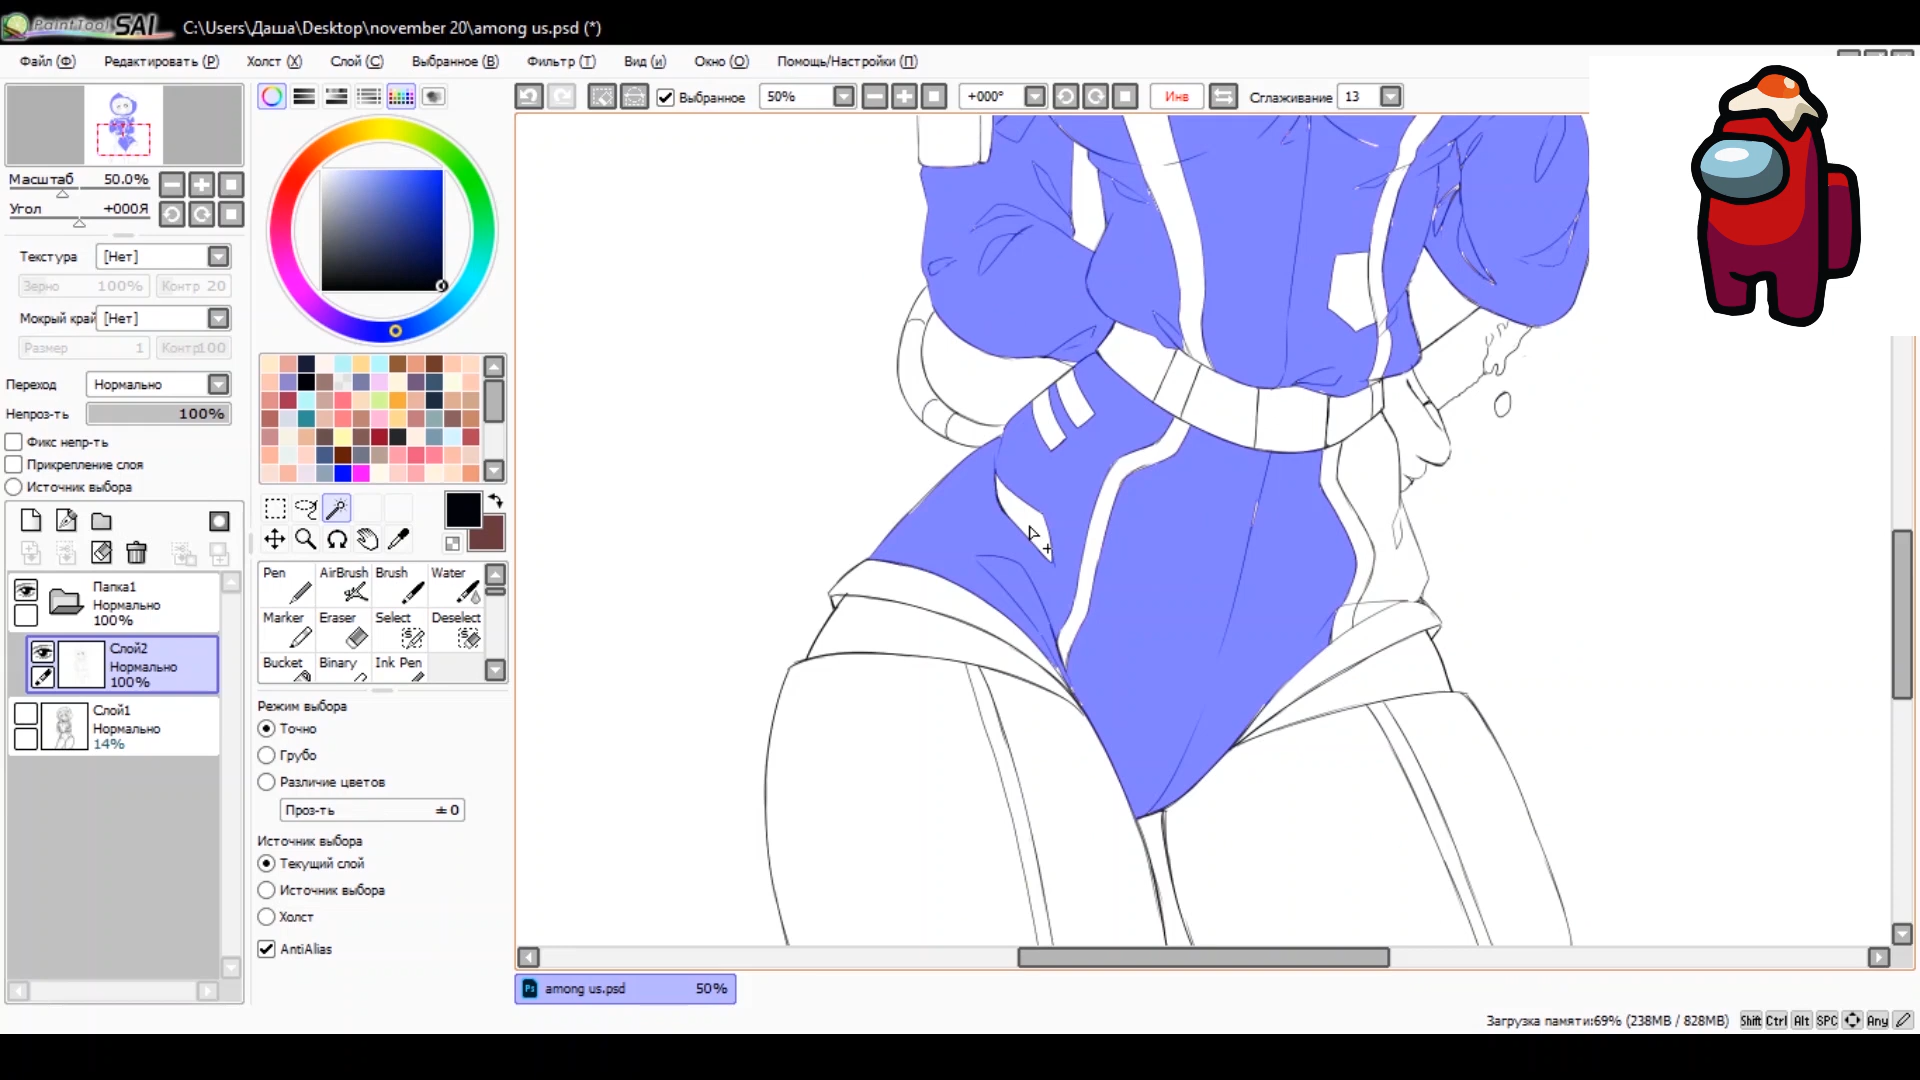 PaintTool SAI C:\Users\Даша\Desktop\november 20\among us.psd (*)
Файл (Ф) Редактировать (Р) Холст (Х) Слой (С) Выбранное (В) Фильтр (Т) Вид (и) Окно (О) Помощь/Настройки (П)
Выбранное 50% +000° Инв Сглаживание 13
Масштаб 50.0%
Угол +000Я
Текстура [Нет]
Зерно 100% Контр 20
Мокрый край [Нет]
Размер 1 Контр100
Переход Нормально
Непроз-ть 100%
Фикс непр-ть
Прикрепление слоя
Источник выбора
Папка1
Нормально
100%
Слой2
Нормально
100%
Слой1
Нормально
14%
Pen AirBrush Brush Water
Marker Eraser Select Deselect
Bucket Binary Ink Pen
Режим выбора
Точно
Грубо
Различие цветов
Проз-ть ±0
Источник выбора
Текущий слой
Источник выбора
Холст
AntiAlias
Ps among us.psd 50%
Загрузка памяти:69% (238MB / 828MB) Shift Ctrl Alt SPC Any